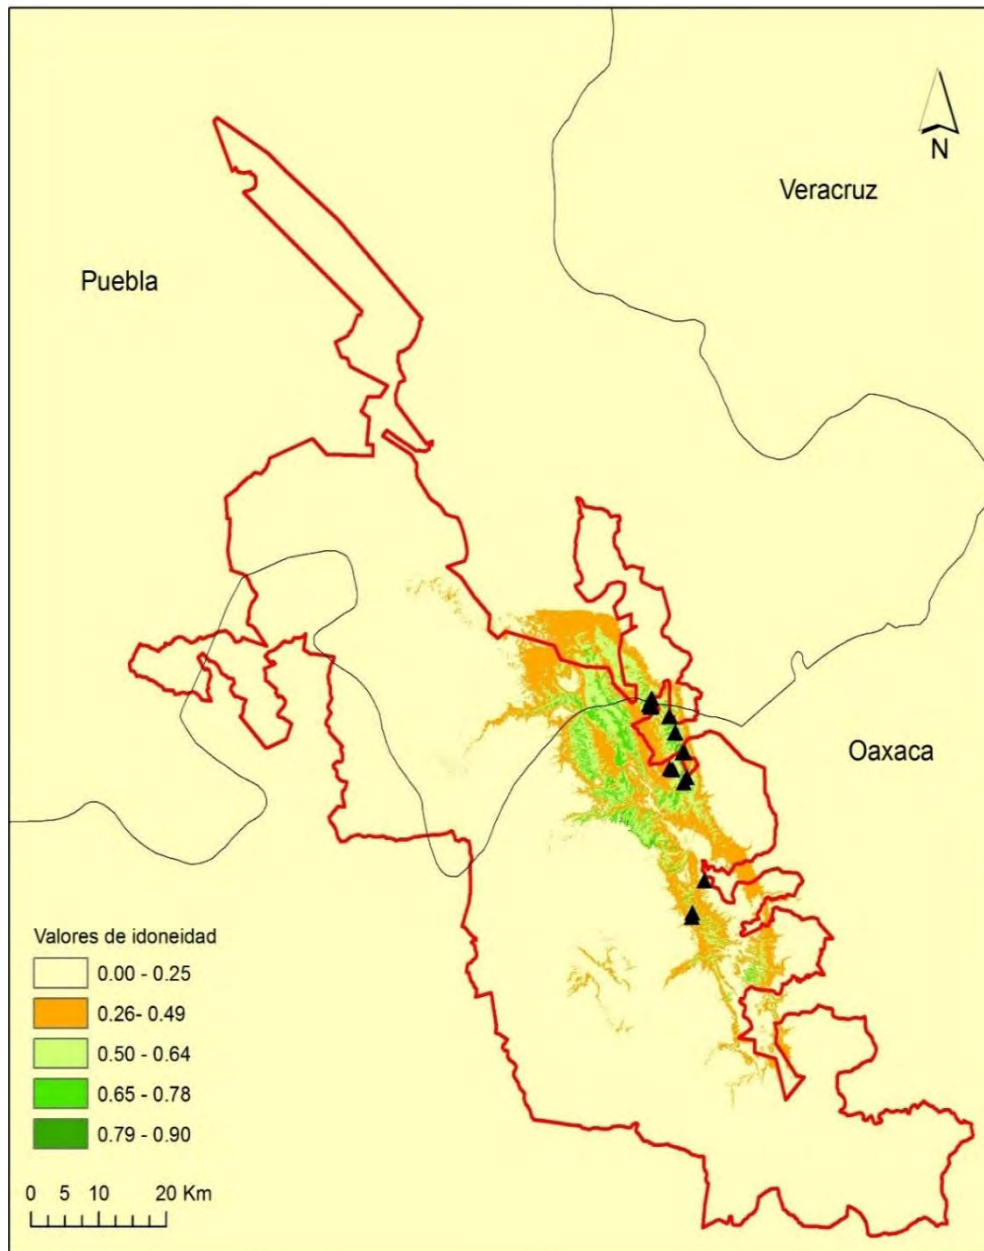 N
Veracruz
Puebla
Oaxaca
Valores de idoneidad
0.00 - 0.25
0.26- 0.49
0.50 - 0.64
0.65 - 0.78
0.79 - 0.90
0 5 10 20 Km